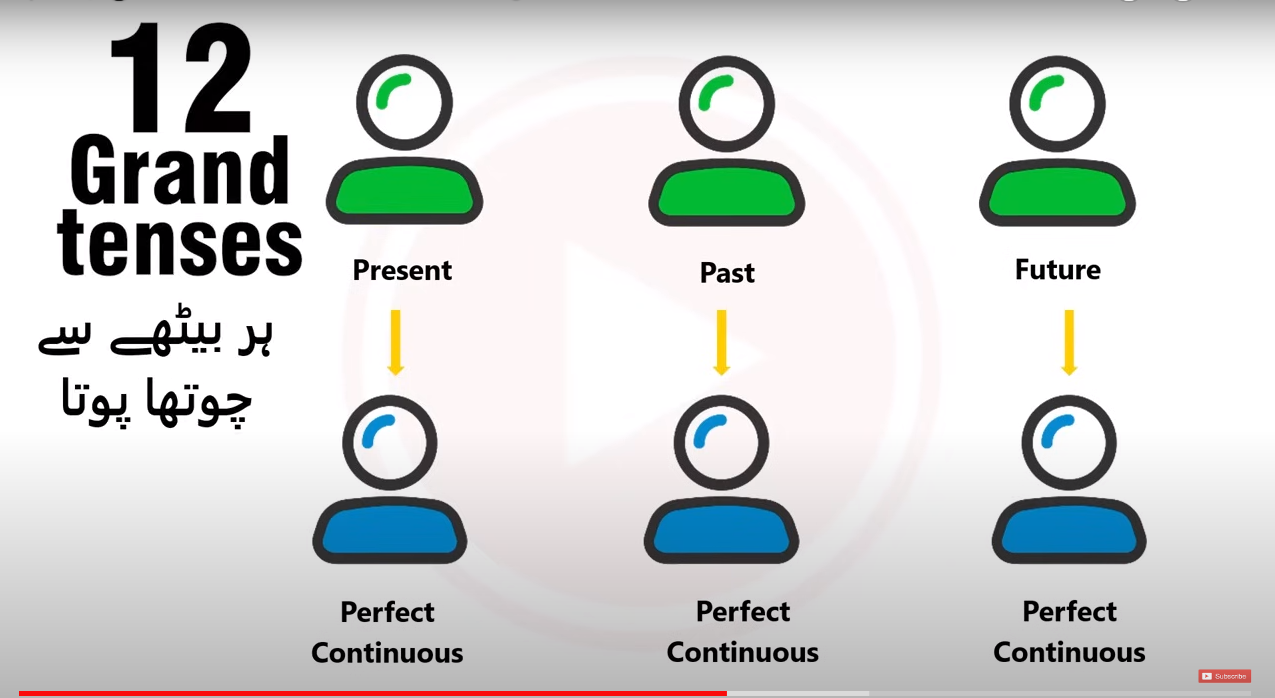 12
Grand
tenses
ہر بیٹھے سے
چوتھا پوتا
Present
Past
Future
Perfect
Continuous
Perfect
Continuous
Perfect
Continuous
Subscribe